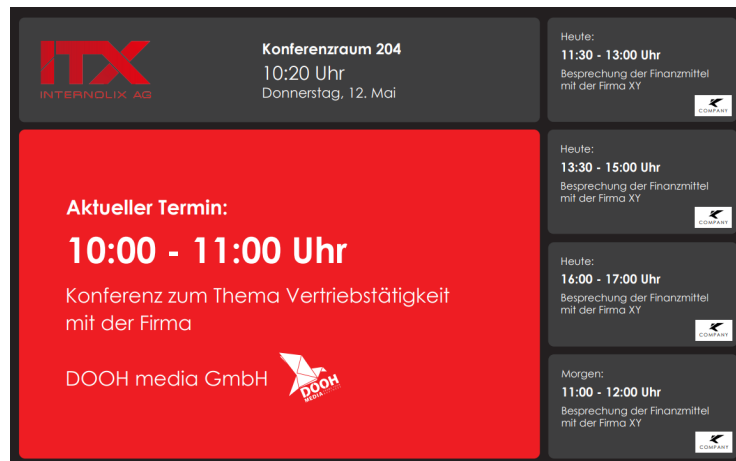 ITX
INTERNOLIX AG
Konferenzraum 204
10:20 Uhr
Donnerstag, 12. Mai
Aktueller Termin:
10:00 - 11:00 Uhr
Konferenz zum Thema Vertriebstätigkeit
mit der Firma
DOOH media GmbH
DOOH
MEDIA
Heute:
11:30 - 13:00 Uhr
Besprechung der Finanzmittel
mit der Firma XY
COMPANY
Heute:
13:30 - 15:00 Uhr
Besprechung der Finanzmittel
mit der Firma XY
COMPANY
Heute:
16:00 - 17:00 Uhr
Besprechung der Finanzmittel
mit der Firma XY
COMPANY
Morgen:
11:00 - 12:00 Uhr
Besprechung der Finanzmittel
mit der Firma XY
COMPANY